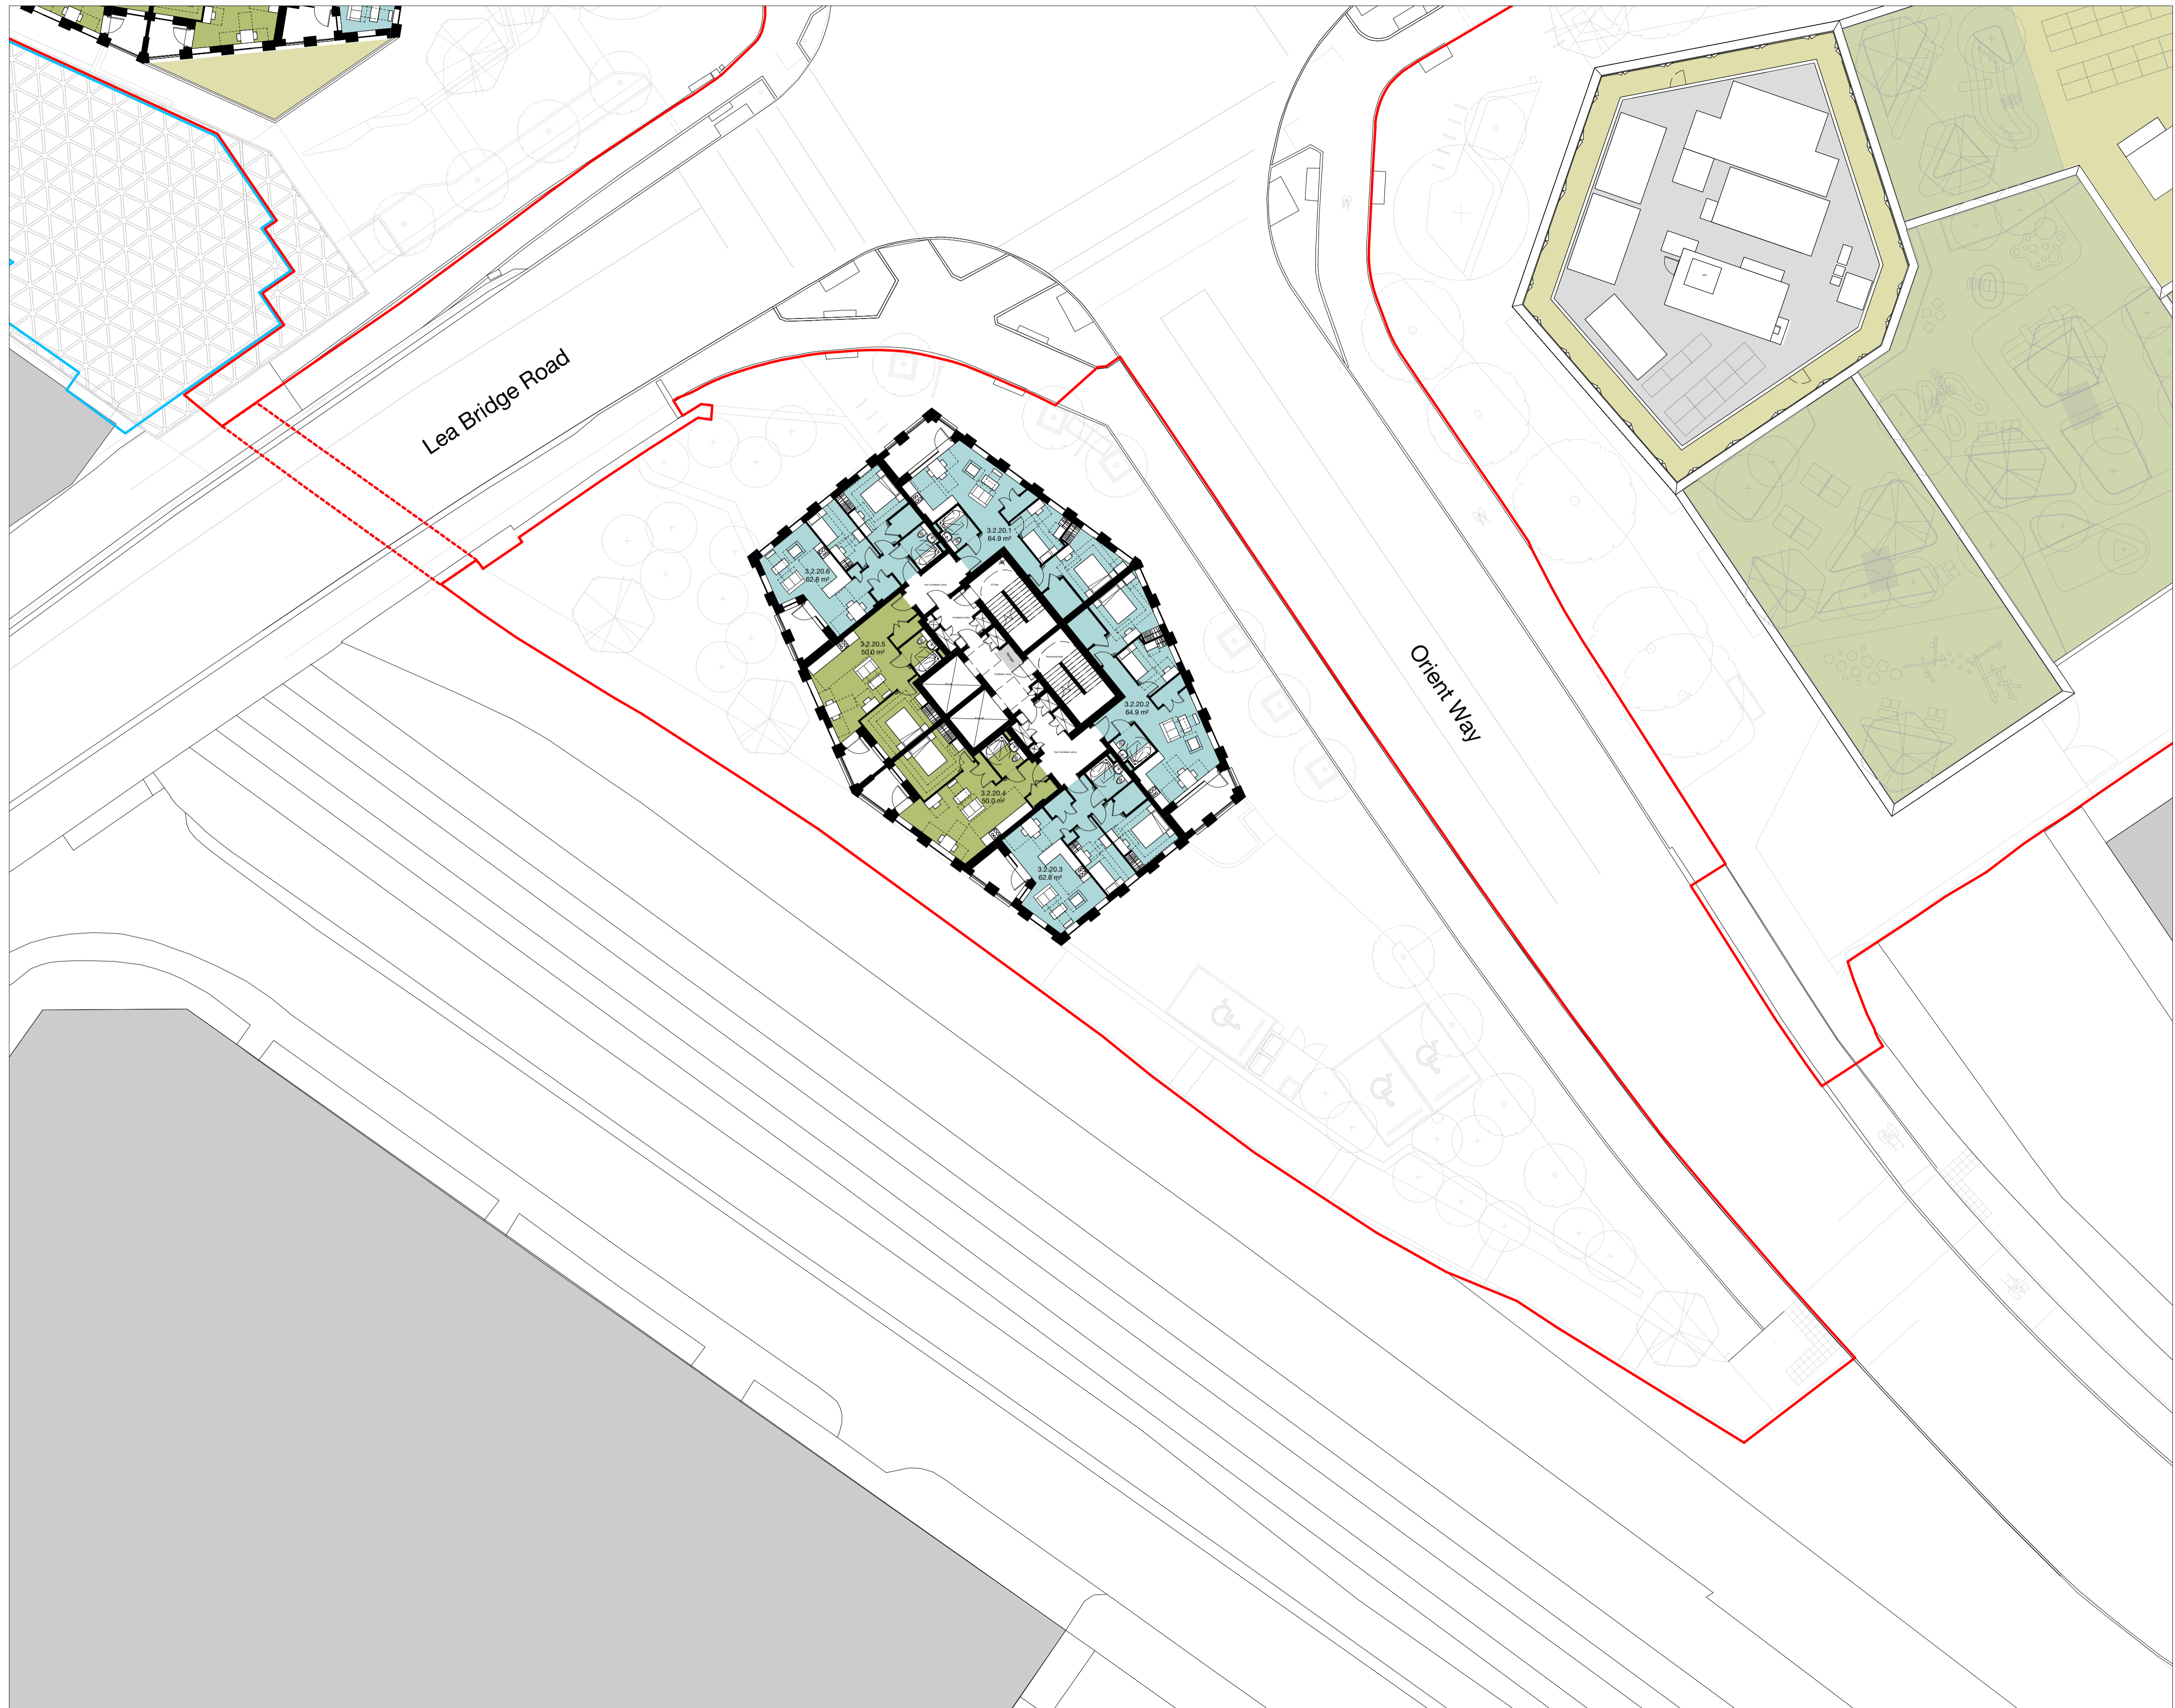 Lea Bridge Road
Orient Way
3.2.20.1
64.9 m²
3.2.20.6
62.8 m²
3.2.20.5
50.0 m²
3.2.20.2
64.9 m²
3.2.20.4
50.0 m²
3.2.20.3
62.8 m²